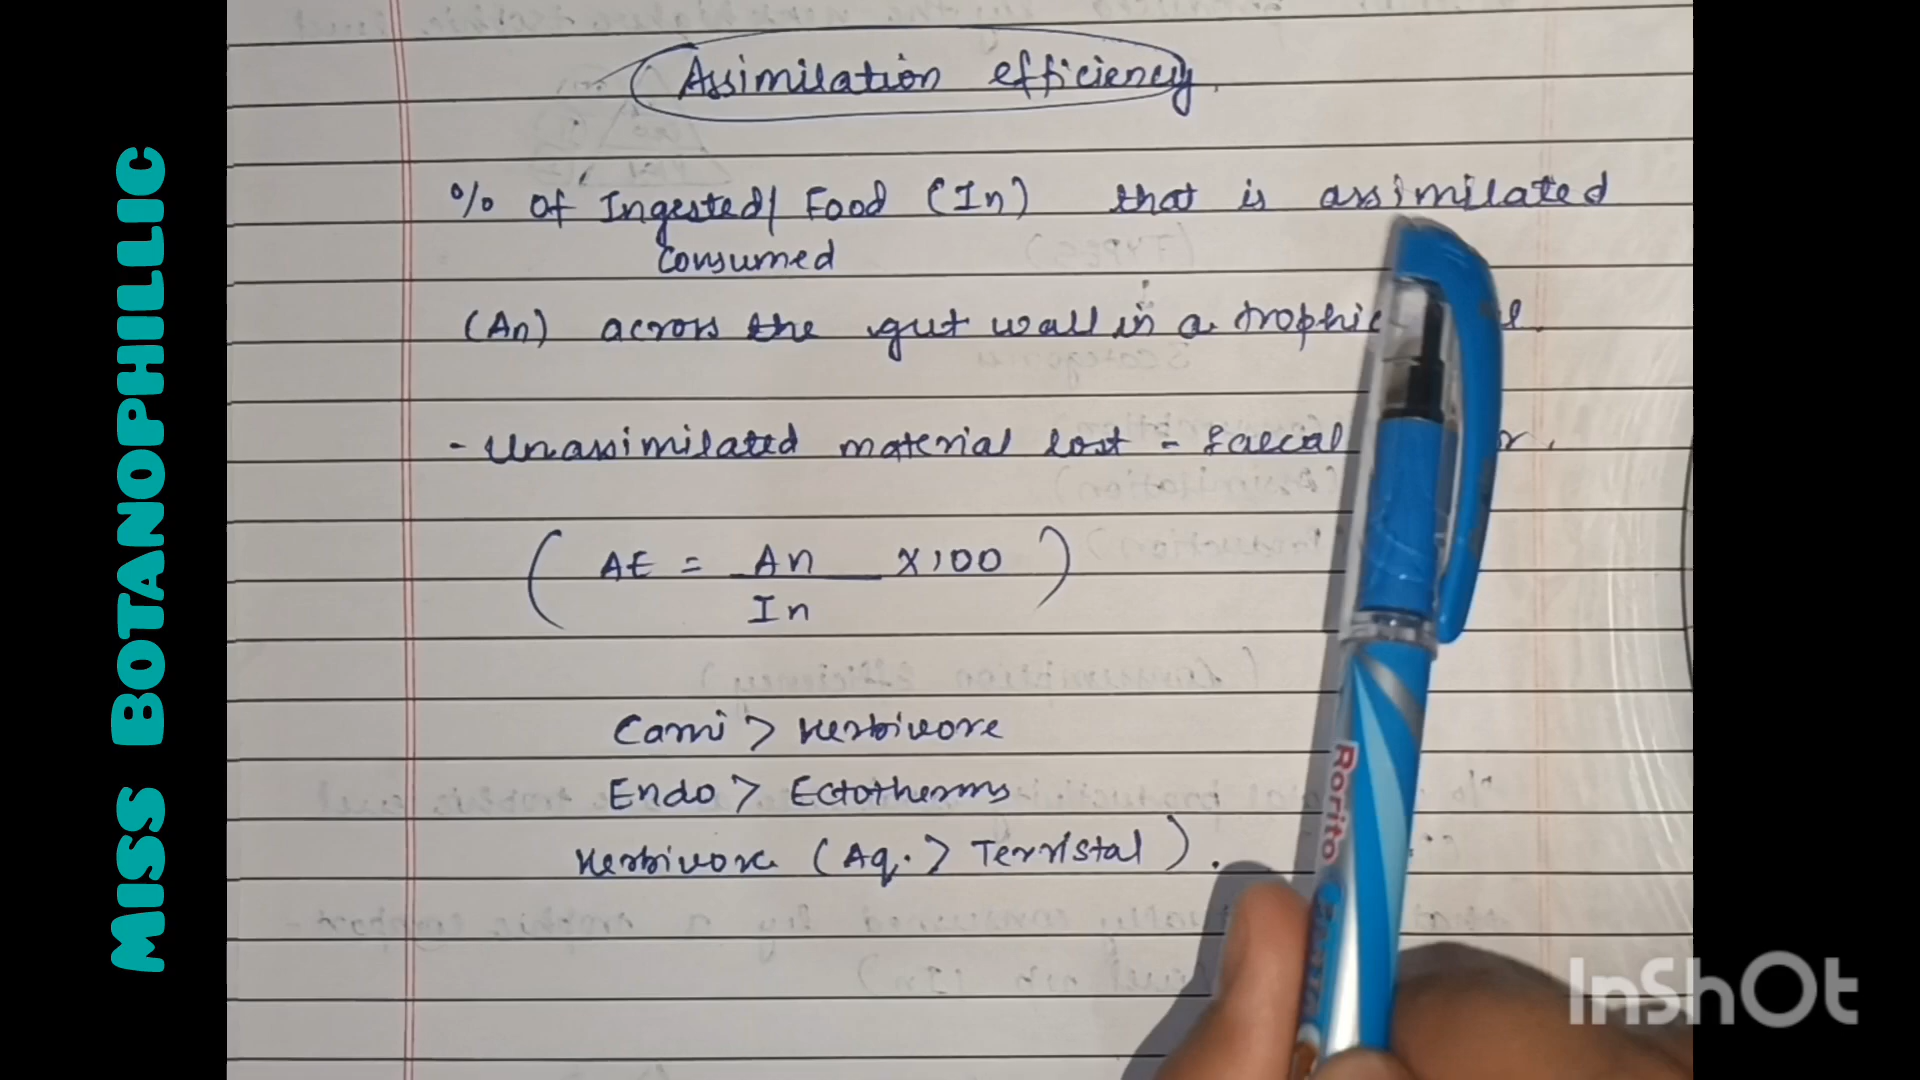 Assimilation efficiency.
% of Ingested/ Food (In) that is assimilated
Consumed
(An) across the gut wall in a trophic
- Unassimilated material lost - faecal
( AE = An × 100 )
In
Carni > Herbivore
Endo > Ectotherms
Herbivore (Aq. > Terristal ).
MISS BOTANOPHILLIC
Rorito
InShOt